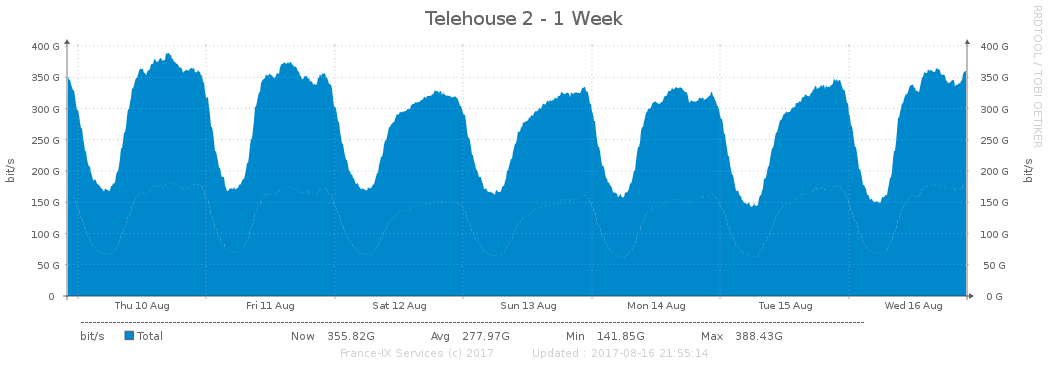 Telehouse 2 - 1 Week
RRDTOOL / TOBI OETIKER
400 G 400 G
350 G 350 G
300 G 300 G
250 G 250 G
200 G 200 G
150 G 150 G
100 G 100 G
50 G 50 G
0 0 G
bit/s
bit/s
Thu 10 Aug Fri 11 Aug Sat 12 Aug Sun 13 Aug Mon 14 Aug Tue 15 Aug Wed 16 Aug
bit/s Total Now 355.82G Avg 277.97G Min 141.85G Max 388.43G
France-IX Services (c) 2017 Updated : 2017-08-16 21:55:14